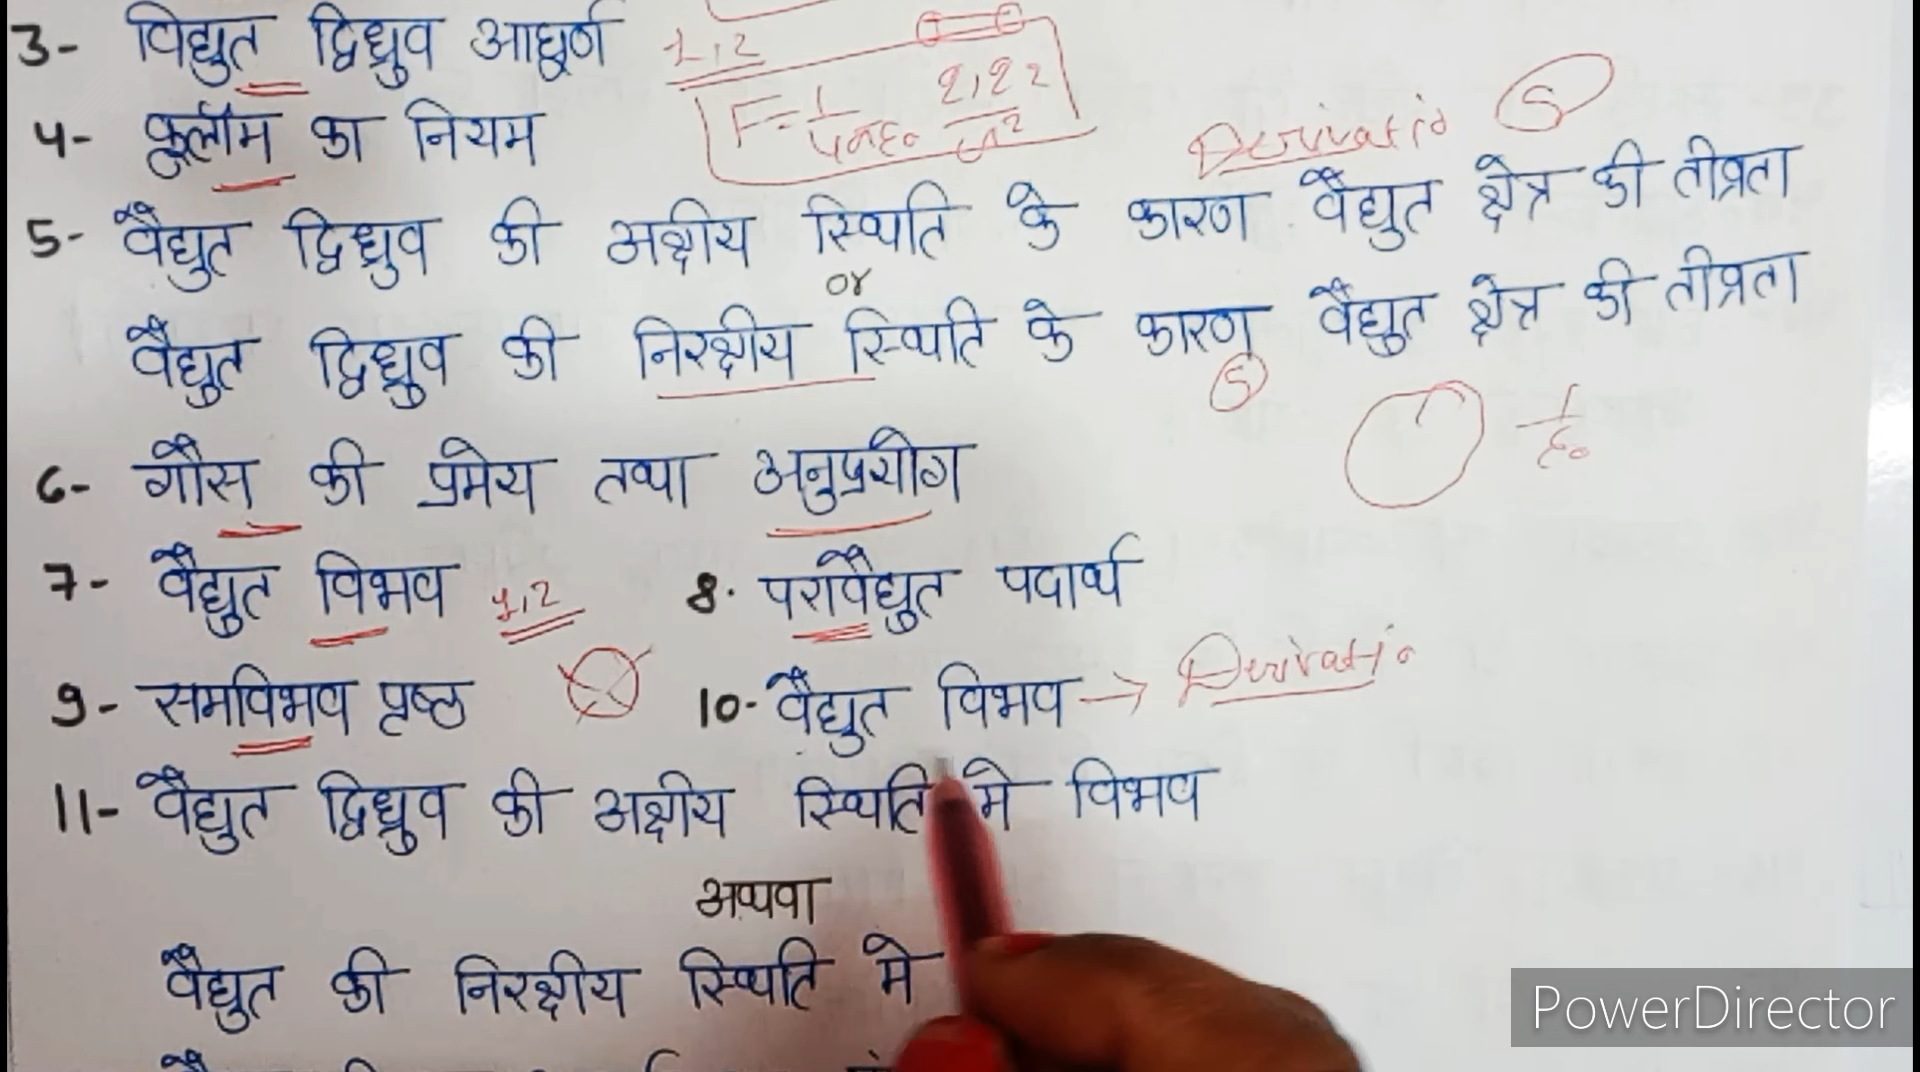 3- विद्युत द्विध्रुव आघूर्ण 1,2
F=1/4πε0 q1q2/r2
4- कूलॉम का नियम
Derivatio 5
5- वैद्युत द्विध्रुव की अक्षीय स्थिति के कारण वैद्युत क्षेत्र की तीव्रता
or
वैद्युत द्विध्रुव की निरक्षीय स्थिति के कारण वैद्युत क्षेत्र की तीव्रता
5
6- गौस की प्रमेय तथा अनुप्रयोग 1/ε0
7- वैद्युत विभव 1,2 8. परावैद्युत पदार्थ
9- समविभव पृष्ठ 10- वैद्युत विभव → Derivatio
11- वैद्युत द्विध्रुव की अक्षीय स्थिति मे विभव
अथवा
वैद्युत की निरक्षीय स्थिति मे
PowerDirector